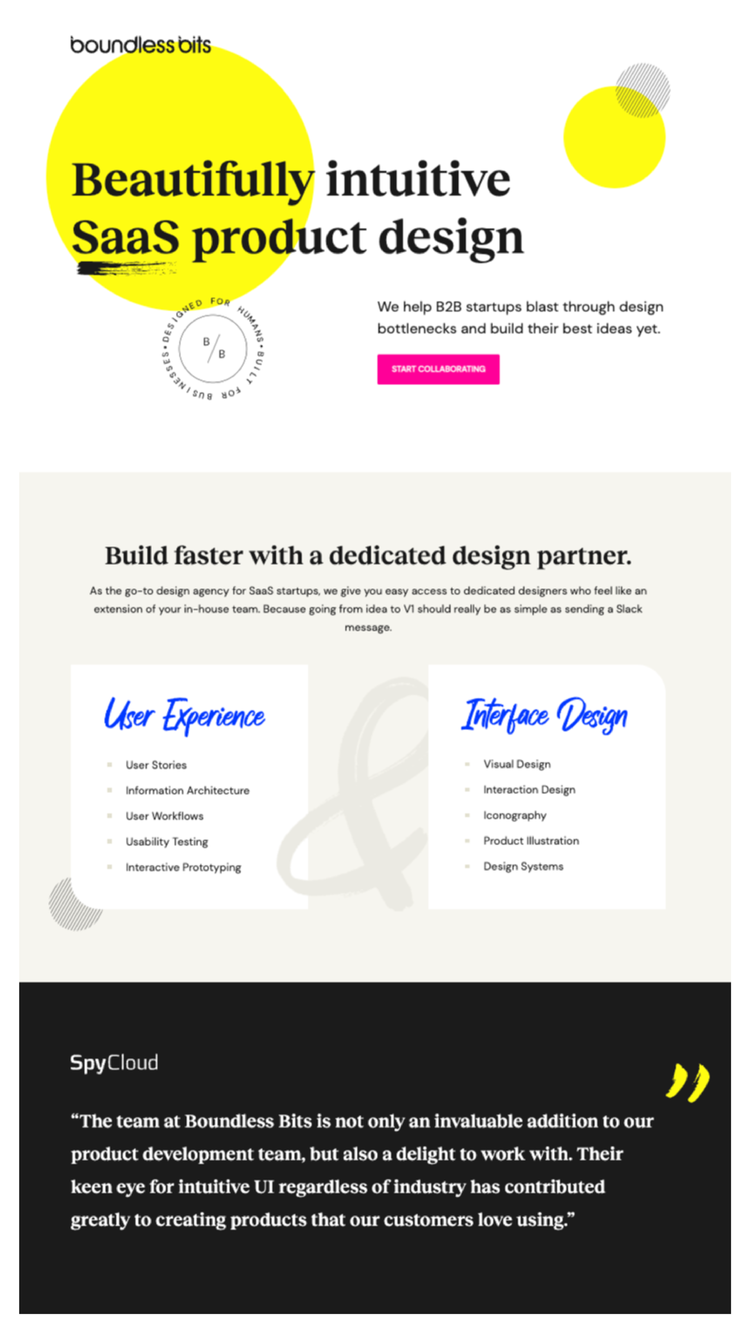 boundless bits
Beautifully intuitive
SaaS product design
DESIGNED FOR HUMANS • BUILT FOR BUSINESSES •
B/B
We help B2B startups blast through design
bottlenecks and build their best ideas yet.
START COLLABORATING
Build faster with a dedicated design partner.
As the go-to design agency for SaaS startups, we give you easy access to dedicated designers who feel like an
extension of your in-house team. Because going from idea to V1 should really be as simple as sending a Slack
message.
User Experience
User Stories
Information Architecture
User Workflows
Usability Testing
Interactive Prototyping
&
Interface Design
Visual Design
Interaction Design
Iconography
Product Illustration
Design Systems
SpyCloud
”
“The team at Boundless Bits is not only an invaluable addition to our
product development team, but also a delight to work with. Their
keen eye for intuitive UI regardless of industry has contributed
greatly to creating products that our customers love using.”